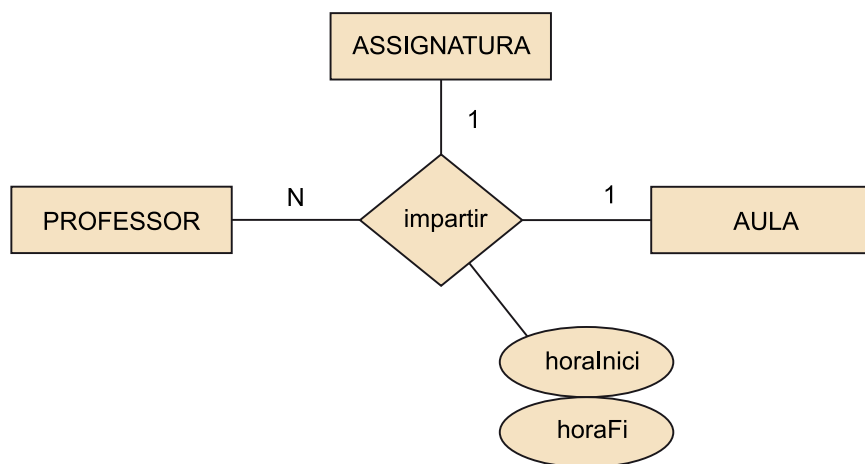 ASSIGNATURA
1
PROFESSOR
N
impartir
1
AULA
horaInici
horaFi